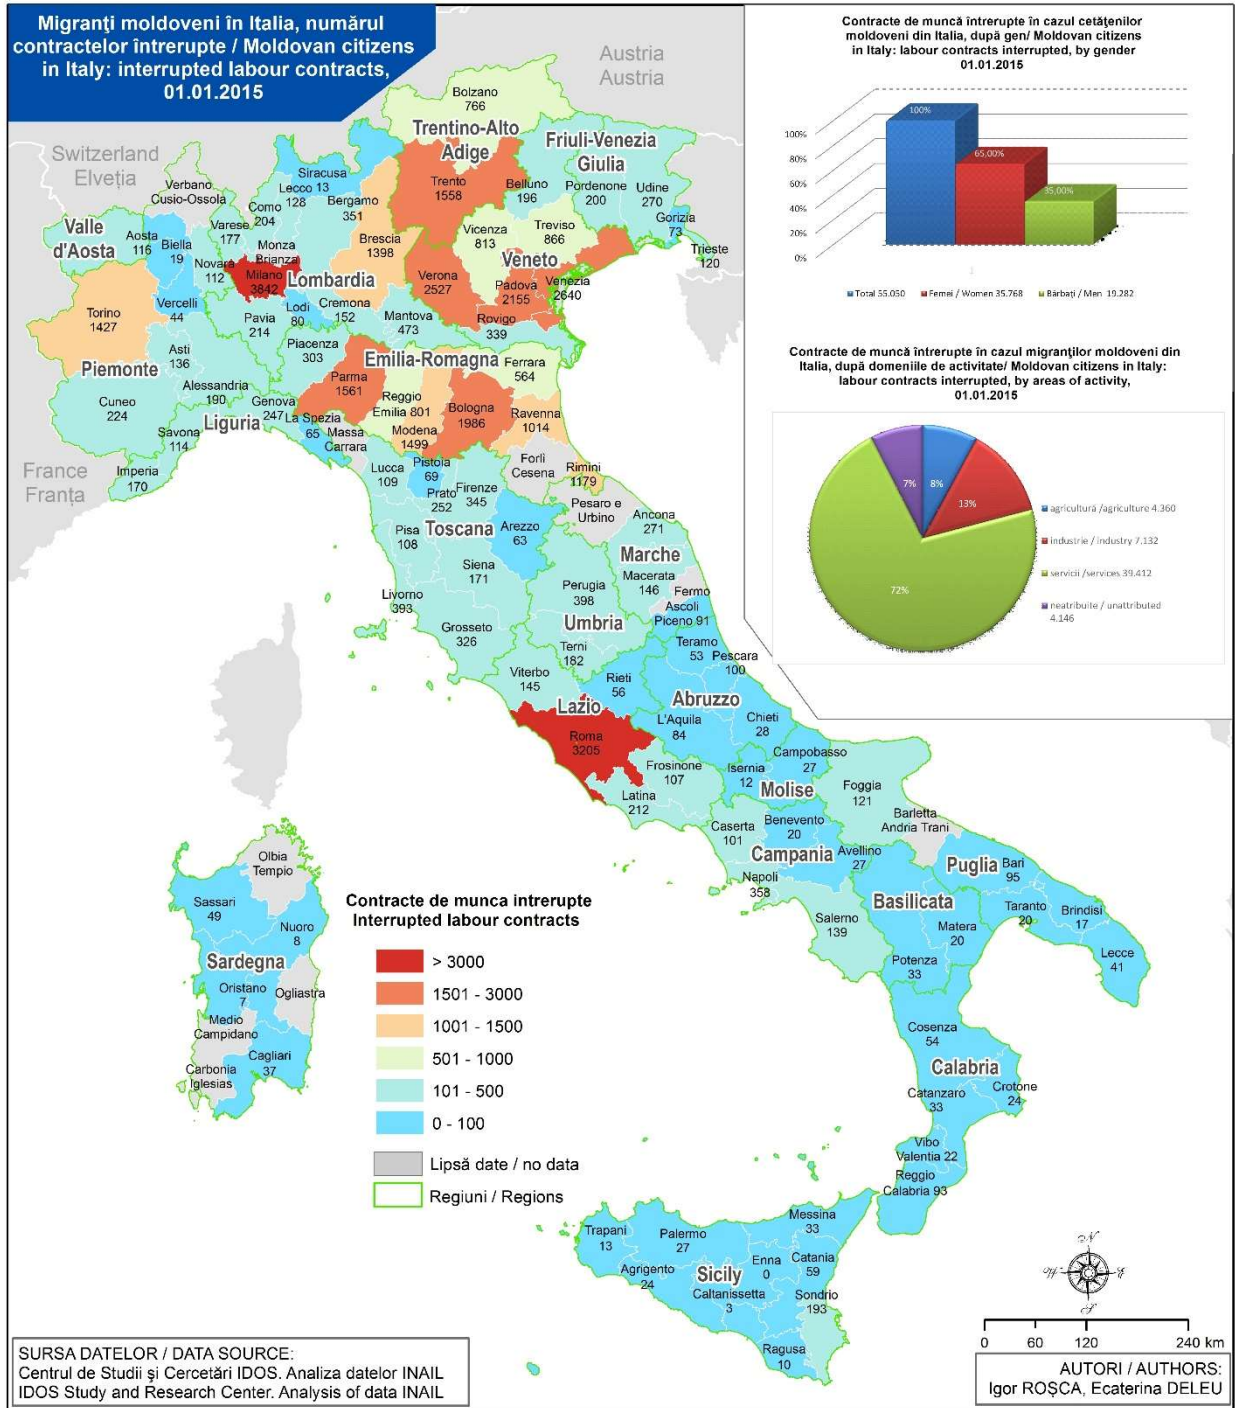 Migranţi moldoveni în Italia, numărul
contractelor întrerupte / Moldovan citizens
in Italy: interrupted labour contracts,
01.01.2015
Austria
Austria
Switzerland
Elveția
France
Franța
Bolzano
766
Trentino-Alto
Adige
Friuli-Venezia
Giulia
Trento
1558
Belluno
196
Pordenone
200
Udine
270
Gorizia
73
Trieste
120
Verbano
Cusio-Ossola
Siracusa
13
Lecco
128
Como
204
Varese
177
Bergamo
351
Monza
Brianza
Milano
3842
Lombardia
Brescia
1398
Vicenza
813
Treviso
866
Veneto
Verona
2527
Padova
2155
Venezia
2640
Rovigo
339
Valle
d'Aosta
Aosta
116
Biella
19
Novara
112
Vercelli
44
Torino
1427
Pavia
214
Lodi
80
Cremona
152
Mantova
473
Asti
136
Piemonte
Alessandria
190
Cuneo
224
Piacenza
303
Emilia-Romagna
Ferrara
564
Parma
1561
Reggio
Emilia 801
Modena
1499
Bologna
1986
Ravenna
1014
Forlì
Cesena
Rimini
1179
Genova
247
Liguria
La Spezia
65
Savona
114
Imperia
170
Massa
Carrara
Lucca
109
Pistoia
69
Prato
252
Firenze
345
Toscana
Pisa
108
Arezzo
63
Siena
171
Livorno
393
Grosseto
326
Pesaro e
Urbino
Ancona
271
Marche
Macerata
146
Fermo
Ascoli
Piceno 91
Perugia
398
Umbria
Terni
182
Teramo
53
Pescara
100
Viterbo
145
Rieti
56
Abruzzo
L'Aquila
84
Chieti
28
Lazio
Roma
3205
Frosinone
107
Latina
212
Isernia
12
Campobasso
27
Molise
Foggia
121
Barletta
Andria Trani
Caserta
101
Benevento
20
Campania
Avellino
27
Napoli
358
Salerno
139
Puglia
Bari
95
Taranto
20
Brindisi
17
Lecce
41
Basilicata
Matera
20
Potenza
33
Cosenza
54
Calabria
Catanzaro
33
Crotone
24
Vibo
Valentia 22
Reggio
Calabria 93
Olbia
Tempio
Sassari
49
Nuoro
8
Sardegna
Oristano
7
Ogliastra
Medio
Campidano
Cagliari
37
Carbonia
Iglesias
Messina
33
Trapani
13
Palermo
27
Enna
0
Catania
59
Agrigento
24
Sicily
Caltanissetta
3
Sondrio
193
Ragusa
10
Contracte de muncă întrerupte în cazul cetăţenilor
moldoveni din Italia, după gen/ Moldovan citizens
in Italy: labour contracts interrupted, by gender
01.01.2015
100%
80%
60%
40%
20%
0%
100%
65,00%
35,00%
Total 55.050
Femei / Women 35.768
Bărbați / Men 19.282
Contracte de muncă întrerupte în cazul migranţilor moldoveni din
Italia, după domeniile de activitate/ Moldovan citizens in Italy:
labour contracts interrupted, by areas of activity,
01.01.2015
7%
8%
13%
72%
agricultură /agriculture 4.360
industrie / industry 7.132
servicii /services 39.412
neatribuite / unattributed
4.146
Contracte de munca intrerupte
Interrupted labour contracts
> 3000
1501 - 3000
1001 - 1500
501 - 1000
101 - 500
0 - 100
Lipsă date / no data
Regiuni / Regions
0 60 120 240 km
SURSA DATELOR / DATA SOURCE:
Centrul de Studii şi Cercetări IDOS. Analiza datelor INAIL
IDOS Study and Research Center. Analysis of data INAIL
AUTORI / AUTHORS:
Igor ROŞCA, Ecaterina DELEU